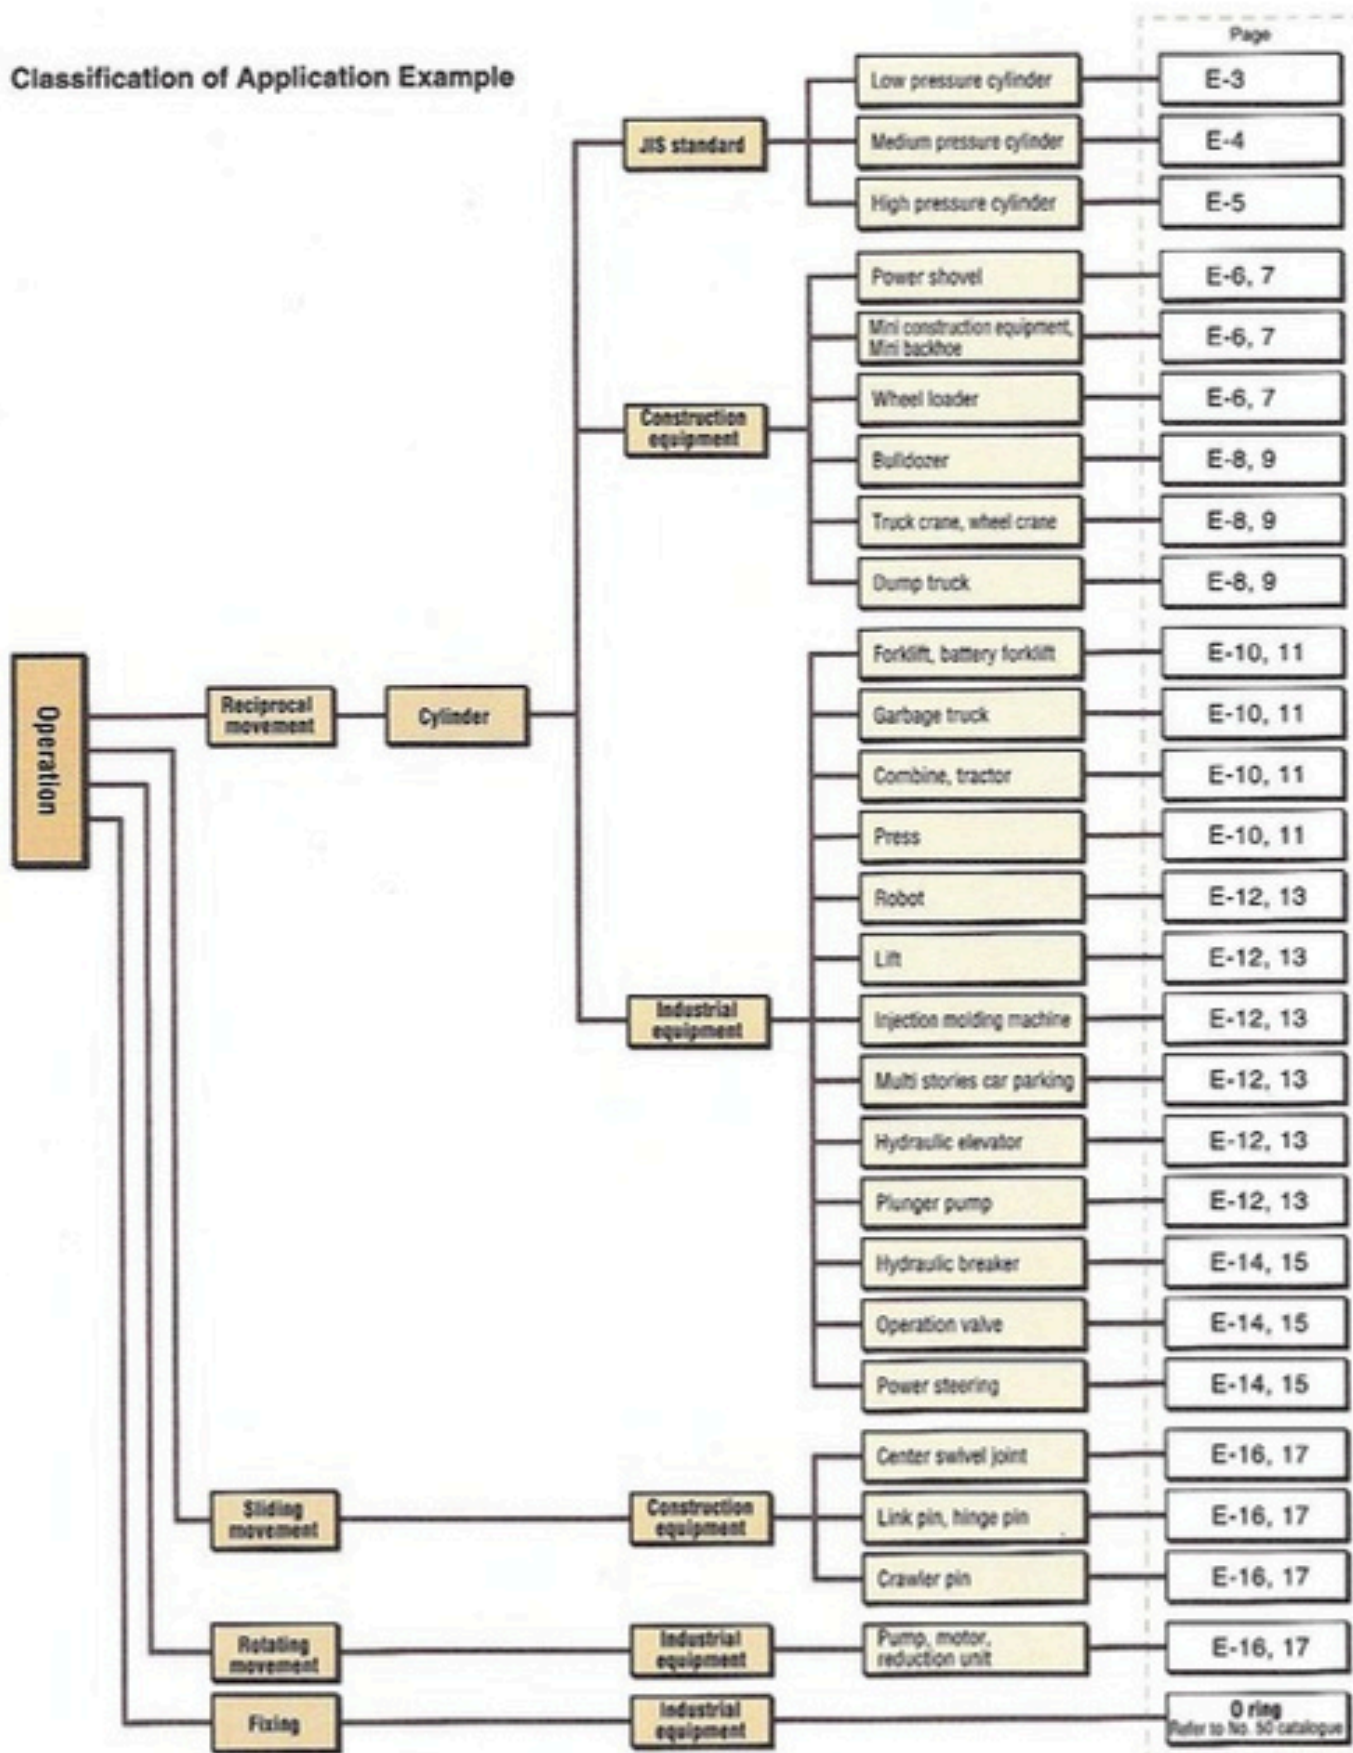 Page
Classification of Application Example
Low pressure cylinder
E-3
JIS standard
Medium pressure cylinder
E-4
High pressure cylinder
E-5
Power shovel
E-6, 7
Mini construction equipment,
Mini backhoe
E-6, 7
Wheel loader
E-6, 7
Construction
equipment
Bulldozer
E-8, 9
Truck crane, wheel crane
E-8, 9
Dump truck
E-8, 9
Forklift, battery forklift
E-10, 11
Operation
Reciprocal
movement
Cylinder
Garbage truck
E-10, 11
Combine, tractor
E-10, 11
Press
E-10, 11
Robot
E-12, 13
Lift
E-12, 13
Industrial
equipment
Injection molding machine
E-12, 13
Multi stories car parking
E-12, 13
Hydraulic elevator
E-12, 13
Plunger pump
E-12, 13
Hydraulic breaker
E-14, 15
Operation valve
E-14, 15
Power steering
E-14, 15
Center swivel joint
E-16, 17
Sliding
movement
Construction
equipment
Link pin, hinge pin
E-16, 17
Crawler pin
E-16, 17
Rotating
movement
Industrial
equipment
Pump, motor,
reduction unit
E-16, 17
Fixing
Industrial
equipment
O ring
Refer to No. 50 catalogue